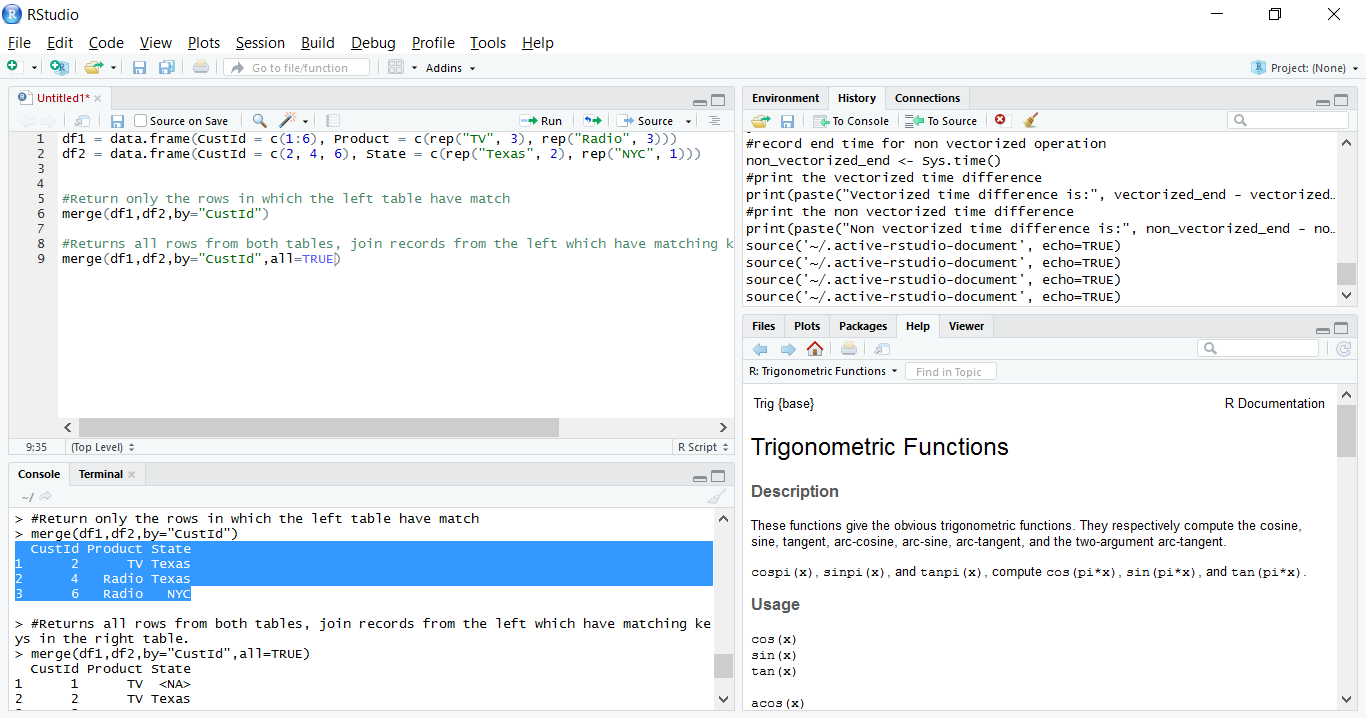 RStudio
File Edit Code View Plots Session Build Debug Profile Tools Help
Go to file/function Addins Project: (None)
Untitled1*
Source on Save Run Source
1 df1 = data.frame(CustId = c(1:6), Product = c(rep("TV", 3), rep("Radio", 3)))
2 df2 = data.frame(CustId = c(2, 4, 6), State = c(rep("Texas", 2), rep("NYC", 1)))
3
4
5 #Return only the rows in which the left table have match
6 merge(df1,df2,by="CustId")
7
8 #Returns all rows from both tables, join records from the left which have matching k
9 merge(df1,df2,by="CustId",all=TRUE)
9:35 (Top Level) R Script
Console Terminal
~/
> #Return only the rows in which the left table have match
> merge(df1,df2,by="CustId")
CustId Product State
1 2 TV Texas
2 4 Radio Texas
3 6 Radio NYC
> #Returns all rows from both tables, join records from the left which have matching ke
ys in the right table.
> merge(df1,df2,by="CustId",all=TRUE)
CustId Product State
1 1 TV <NA>
2 2 TV Texas
Environment History Connections
To Console To Source
#record end time for non vectorized operation
non_vectorized_end <- Sys.time()
#print the vectorized time difference
print(paste("Vectorized time difference is:", vectorized_end - vectorized..
#print the non vectorized time difference
print(paste("Non vectorized time difference is:", non_vectorized_end - no..
source('~/.active-rstudio-document', echo=TRUE)
source('~/.active-rstudio-document', echo=TRUE)
source('~/.active-rstudio-document', echo=TRUE)
source('~/.active-rstudio-document', echo=TRUE)
Files Plots Packages Help Viewer
R: Trigonometric Functions Find in Topic
Trig {base} R Documentation
Trigonometric Functions
Description
These functions give the obvious trigonometric functions. They respectively compute the cosine,
sine, tangent, arc-cosine, arc-sine, arc-tangent, and the two-argument arc-tangent.
cospi(x), sinpi(x), and tanpi(x), compute cos(pi*x), sin(pi*x), and tan(pi*x).
Usage
cos(x)
sin(x)
tan(x)
acos(x)